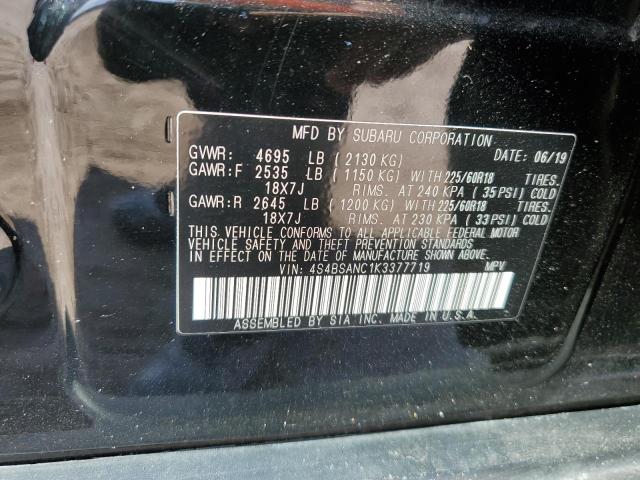 MFD BY SUBARU CORPORATION
GVWR: 4695 LB ( 2130 KG) DATE: 06/19
GAWR:F 2535 LB ( 1150 KG) WITH 225/60R18 TIRES.
18X7J RIMS. AT 240 KPA ( 35 PSI) COLD
GAWR:R 2645 LB ( 1200 KG) WITH 225/60R18 TIRES.
18X7J RIMS. AT 230 KPA ( 33 PSI) COLD.
THIS VEHICLE CONFORMS TO ALL APPLICABLE FEDERAL MOTOR
VEHICLE SAFETY AND THEFT PREVENTION STANDARDS
IN EFFECT ON THE DATE OF MANUFACTURE SHOWN ABOVE.
VIN: 4S4BSANC1K3377719 MPV
ASSEMBLED BY SIA INC. MADE IN U.S.A.